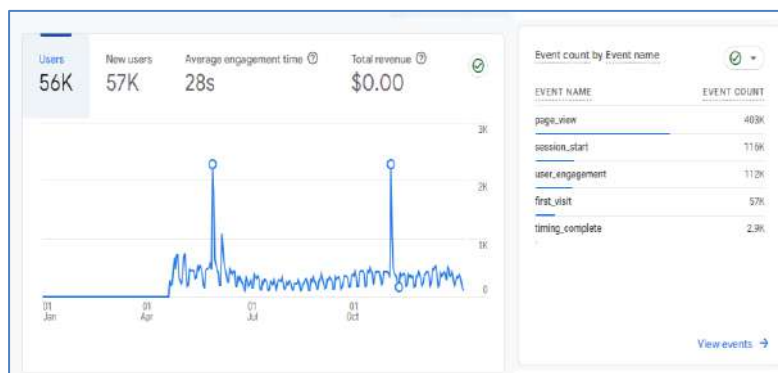 Users New users Average engagement time Total revenue
56K 57K 28s $0.00
3K
2K
1K
0
01 01 01 01
Jan Apr Jul Oct
Event count by Event name
EVENT NAME EVENT COUNT
page_view 403K
session_start 116K
user_engagement 112K
first_visit 57K
timing_complete 2.9K
View events